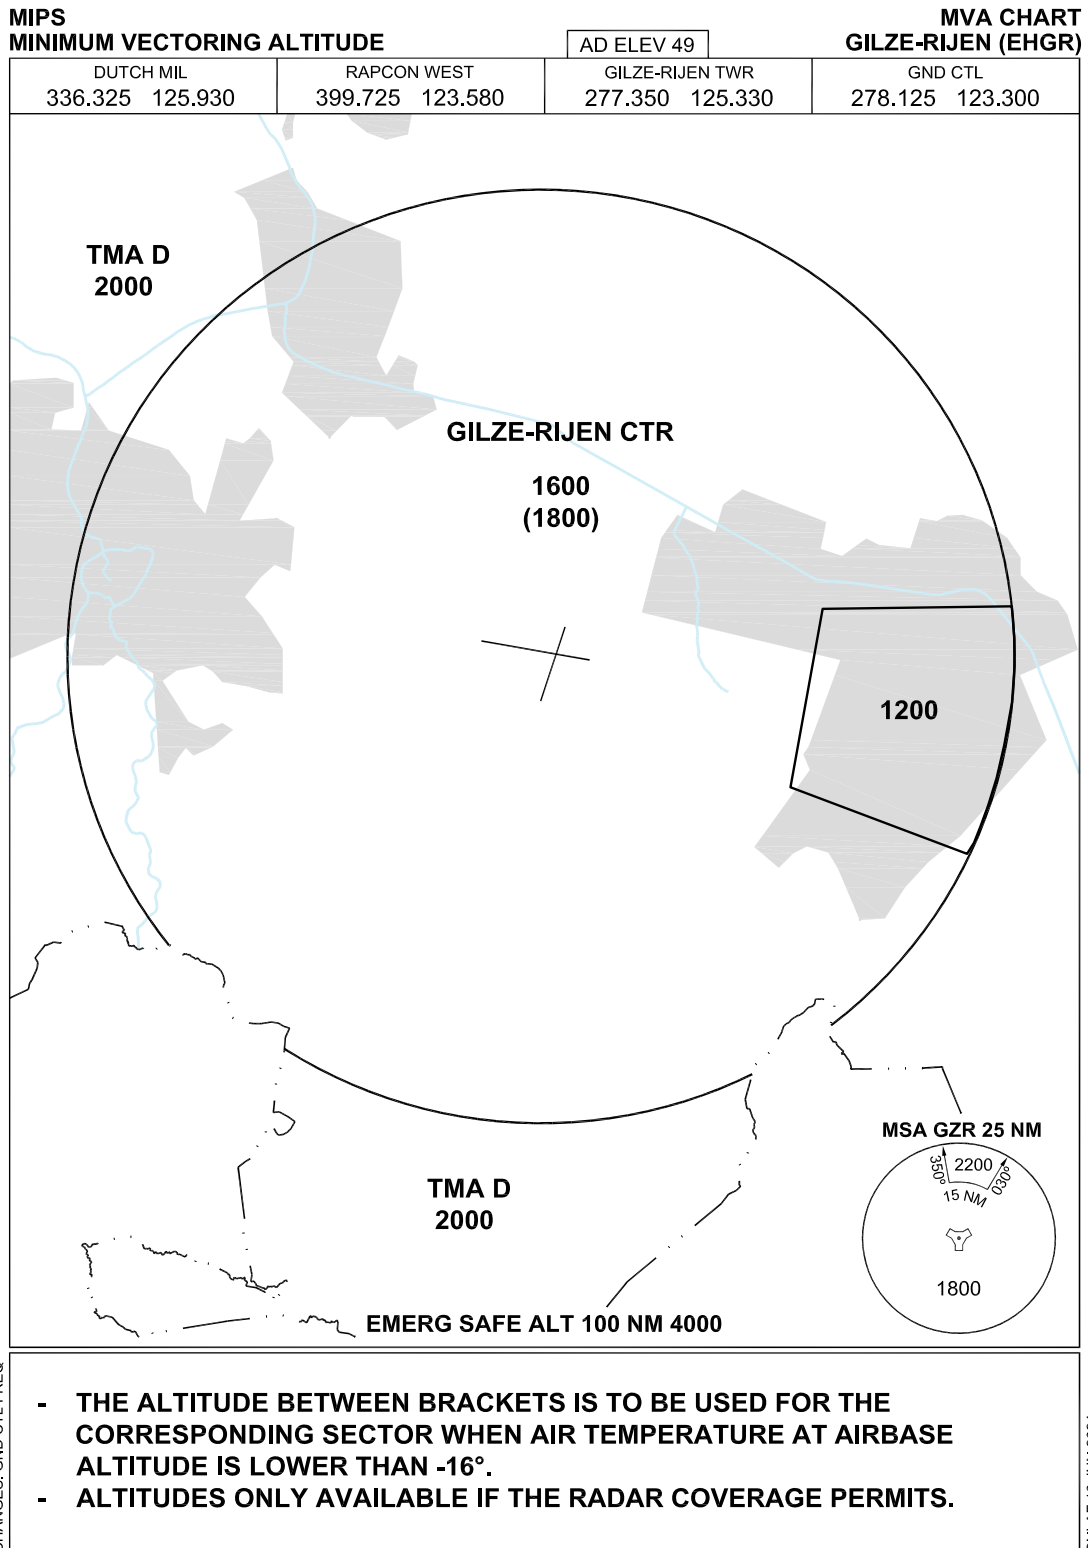 MIPS
MINIMUM VECTORING ALTITUDE
AD ELEV 49
MVA CHART
GILZE-RIJEN (EHGR)
DUTCH MIL
336.325 125.930
RAPCON WEST
399.725 123.580
GILZE-RIJEN TWR
277.350 125.330
GND CTL
278.125 123.300
TMA D
2000
GILZE-RIJEN CTR
1600
(1800)
1200
MSA GZR 25 NM
350°
2200
030°
15 NM
1800
TMA D
2000
EMERG SAFE ALT 100 NM 4000
- THE ALTITUDE BETWEEN BRACKETS IS TO BE USED FOR THE
CORRESPONDING SECTOR WHEN AIR TEMPERATURE AT AIRBASE
ALTITUDE IS LOWER THAN -16°.
- ALTITUDES ONLY AVAILABLE IF THE RADAR COVERAGE PERMITS.